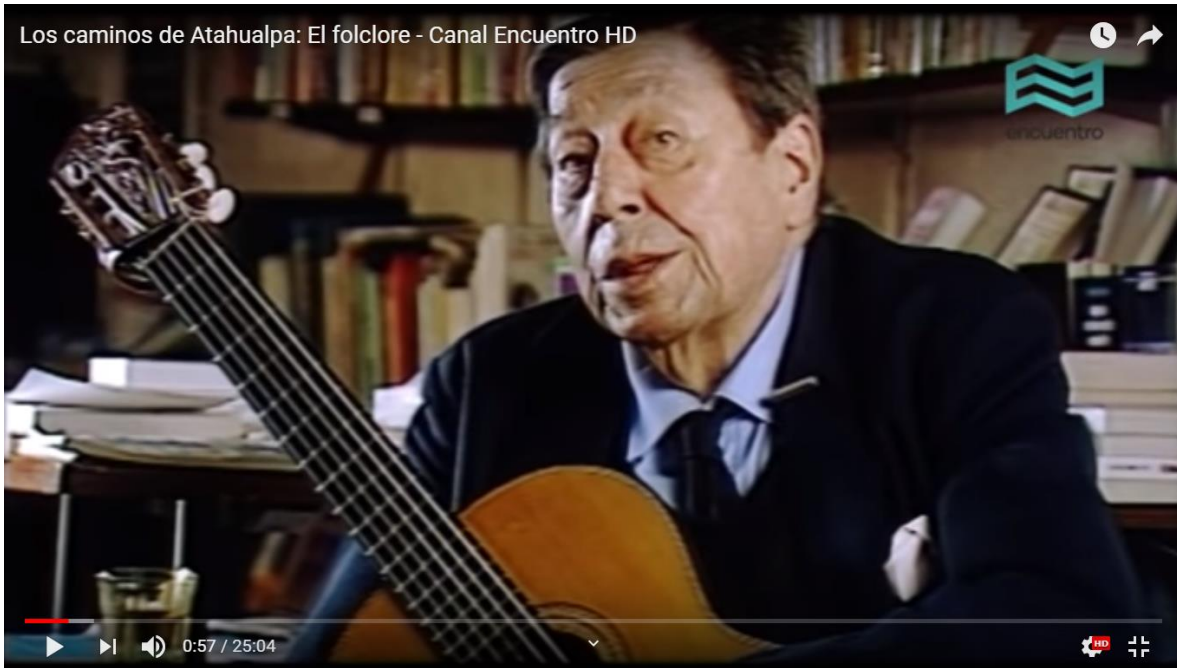 Los caminos de Atahualpa: El folclore - Canal Encuentro HD
encuentro
0:57 / 25:04
HD